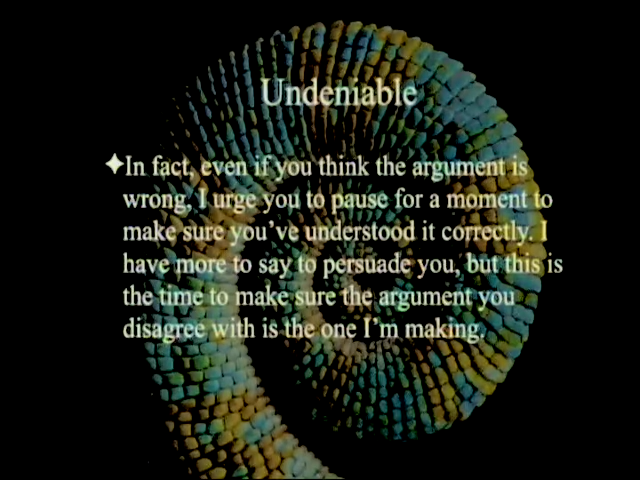 Undeniable
✦In fact, even if you think the argument is
wrong, I urge you to pause for a moment to
make sure you've understood it correctly. I
have more to say to persuade you, but this is
the time to make sure the argument you
disagree with is the one I'm making.